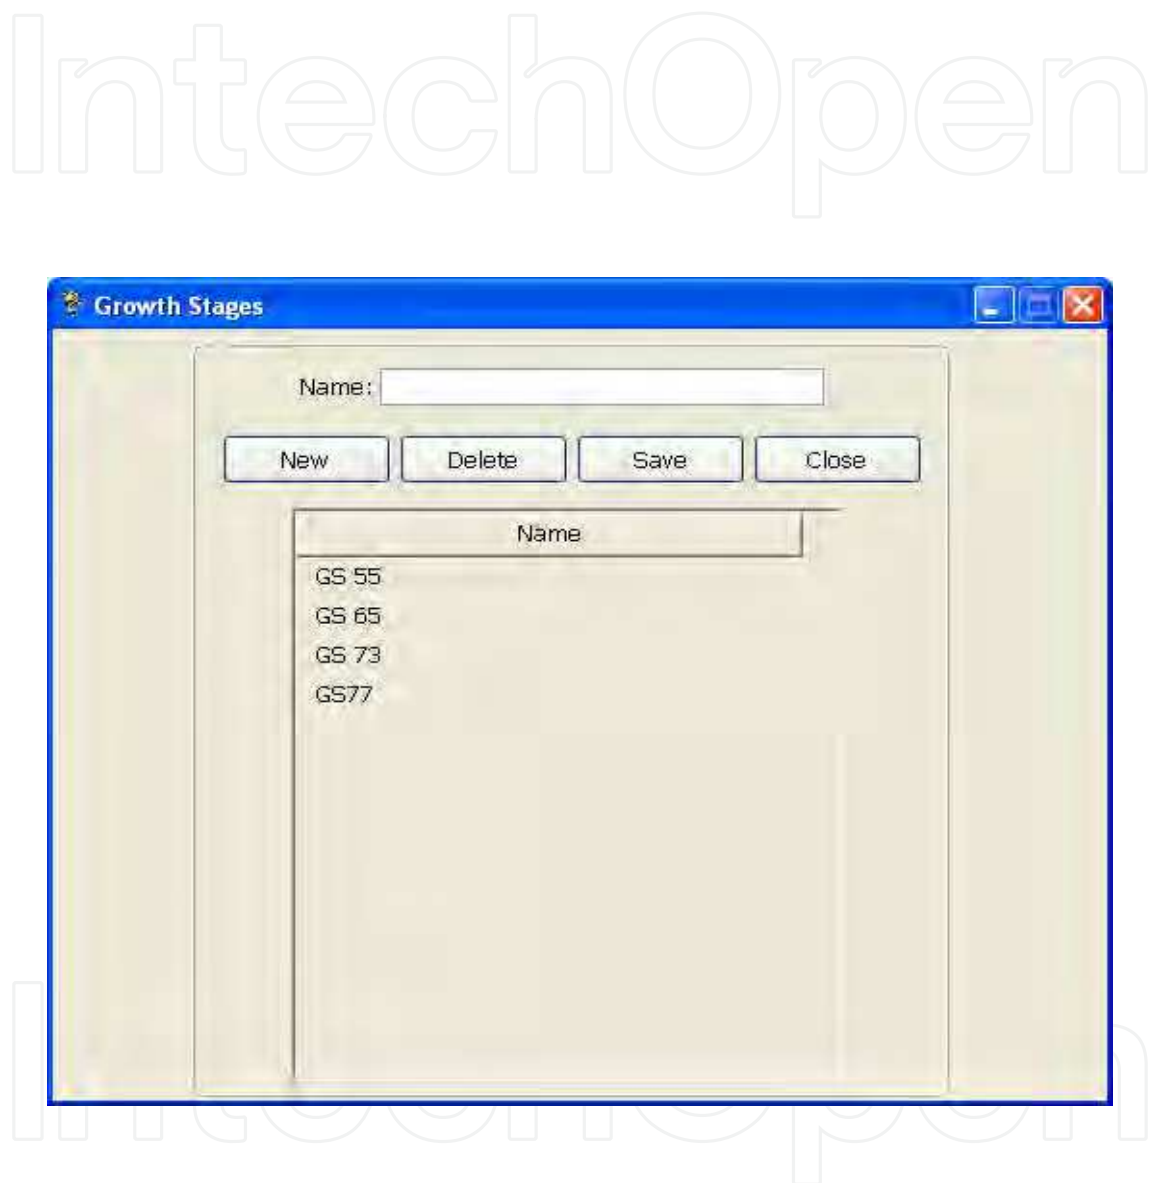 IntechOpen
Growth Stages
Name:
New Delete Save Close
Name
GS 55
GS 65
GS 73
GS77
IntechOpen